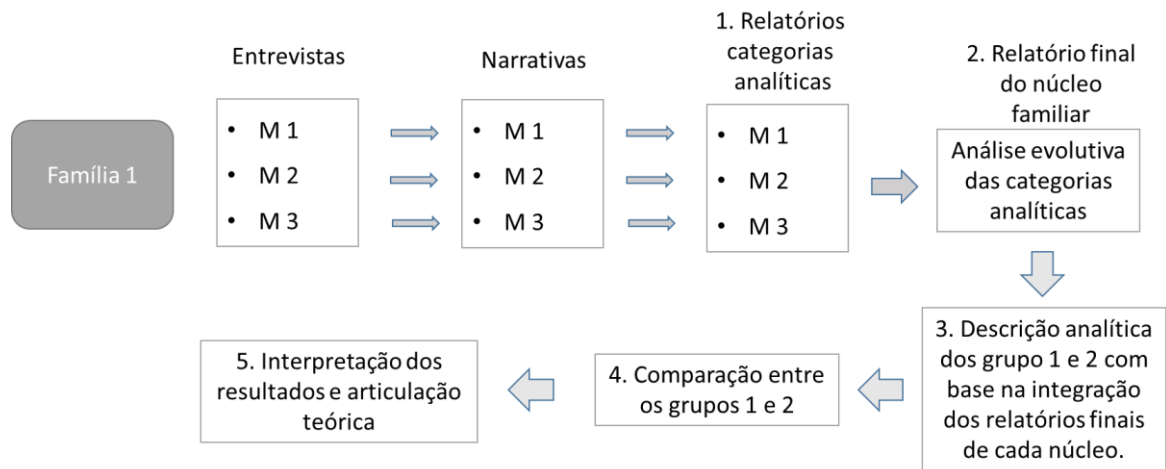 Família 1
Entrevistas
• M 1
• M 2
• M 3
Narrativas
• M 1
• M 2
• M 3
1. Relatórios
categorias
analíticas
• M 1
• M 2
• M 3
2. Relatório final
do núcleo
familiar
Análise evolutiva
das categorias
analíticas
3. Descrição analítica
dos grupo 1 e 2 com
base na integração
dos relatórios finais
de cada núcleo.
4. Comparação entre
os grupos 1 e 2
5. Interpretação dos
resultados e articulação
teórica